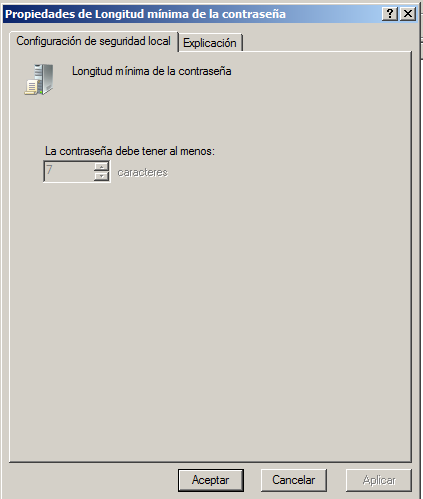 Propiedades de Longitud mínima de la contraseña
Configuración de seguridad local
Explicación
Longitud mínima de la contraseña
La contraseña debe tener al menos:
7 caracteres
Aceptar
Cancelar
Aplicar